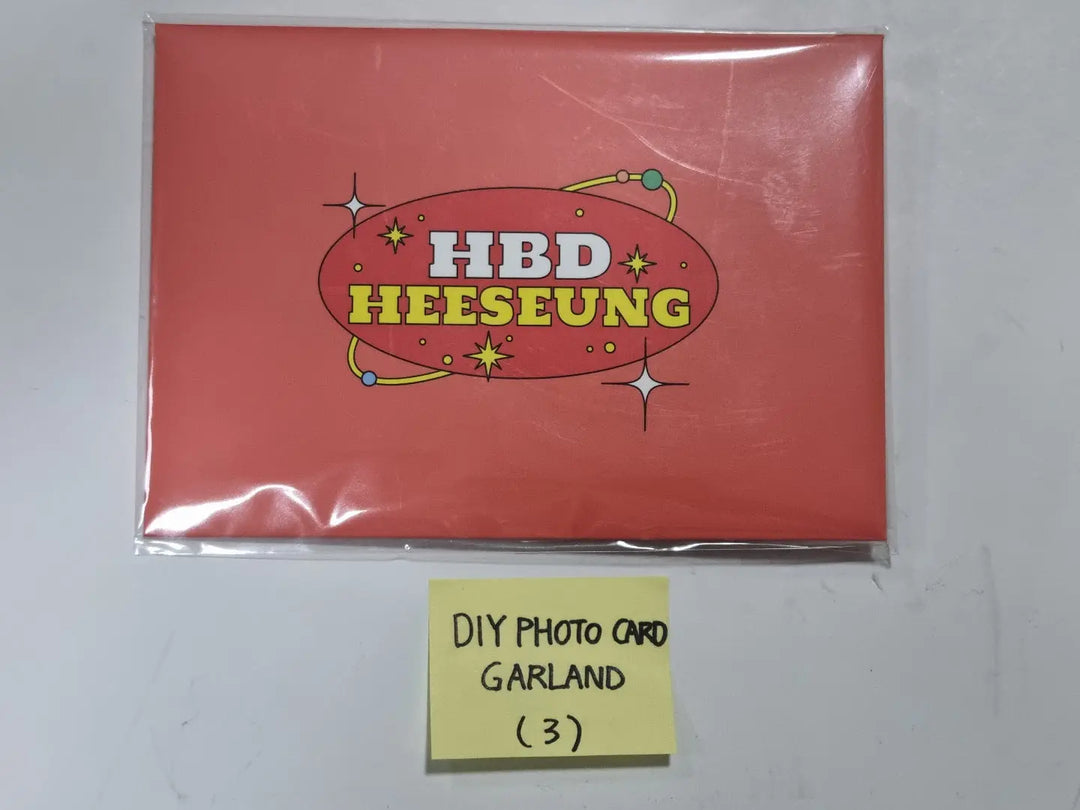 HBD
HEESEUNG
DIY PHOTO CARD
GARLAND
(3)